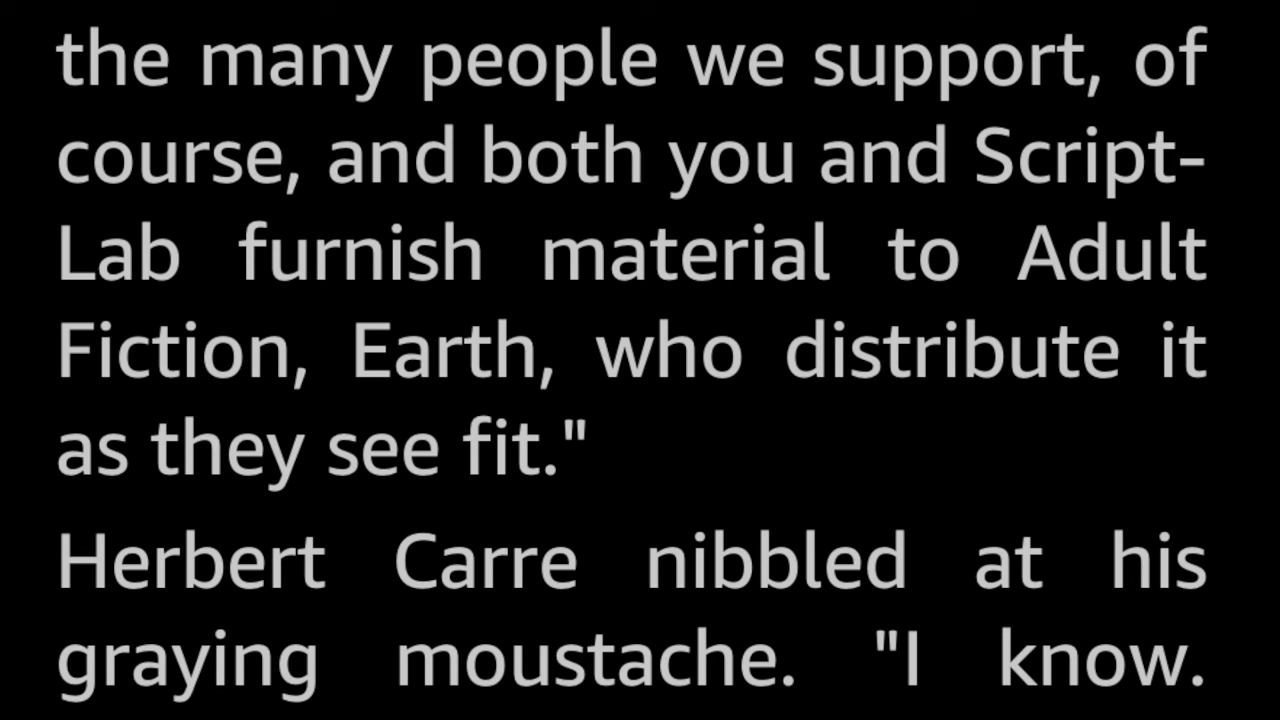 the many people we support, of
course, and both you and Script-
Lab furnish material to Adult
Fiction, Earth, who distribute it
as they see fit."
Herbert Carre nibbled at his
graying moustache. "I know.